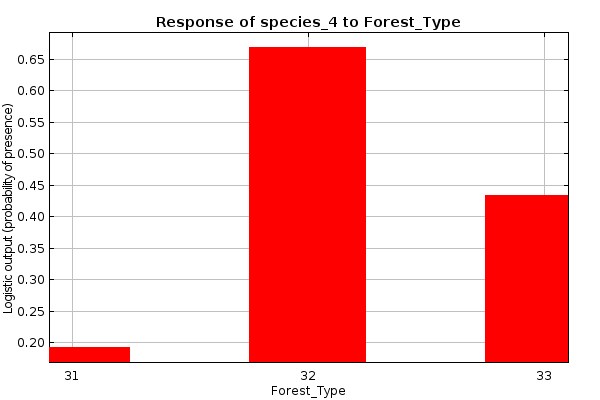 Response of species_4 to Forest_Type
Logistic output (probability of presence)
0.65
0.60
0.55
0.50
0.45
0.40
0.35
0.30
0.25
0.20
31 32 33
Forest_Type